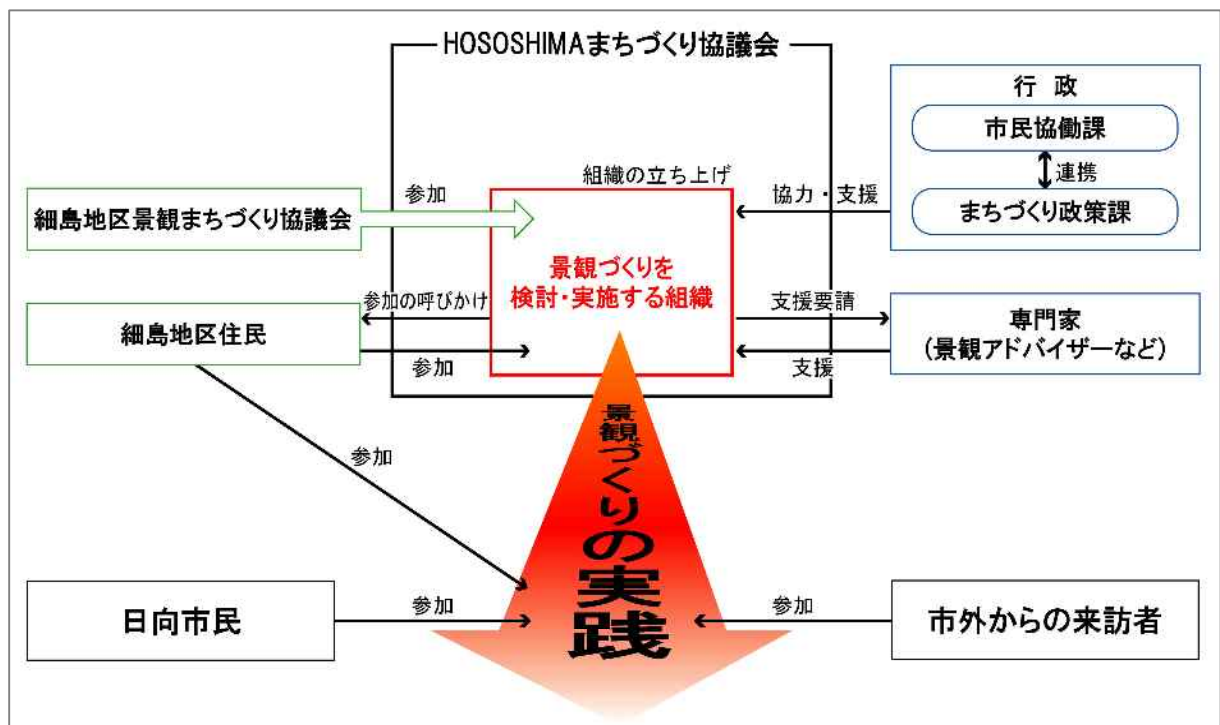 HOSOSHIMAまちづくり協議会
行 政
市民協働課
連携
まちづくり政策課
組織の立ち上げ
参加
協力・支援
細島地区景観まちづくり協議会
景観づくりを
検討・実施する組織
参加の呼びかけ
支援要請
細島地区住民
専門家
(景観アドバイザーなど)
参加
支援
景観づくりの実践
参加
日向市民
参加
参加
市外からの来訪者